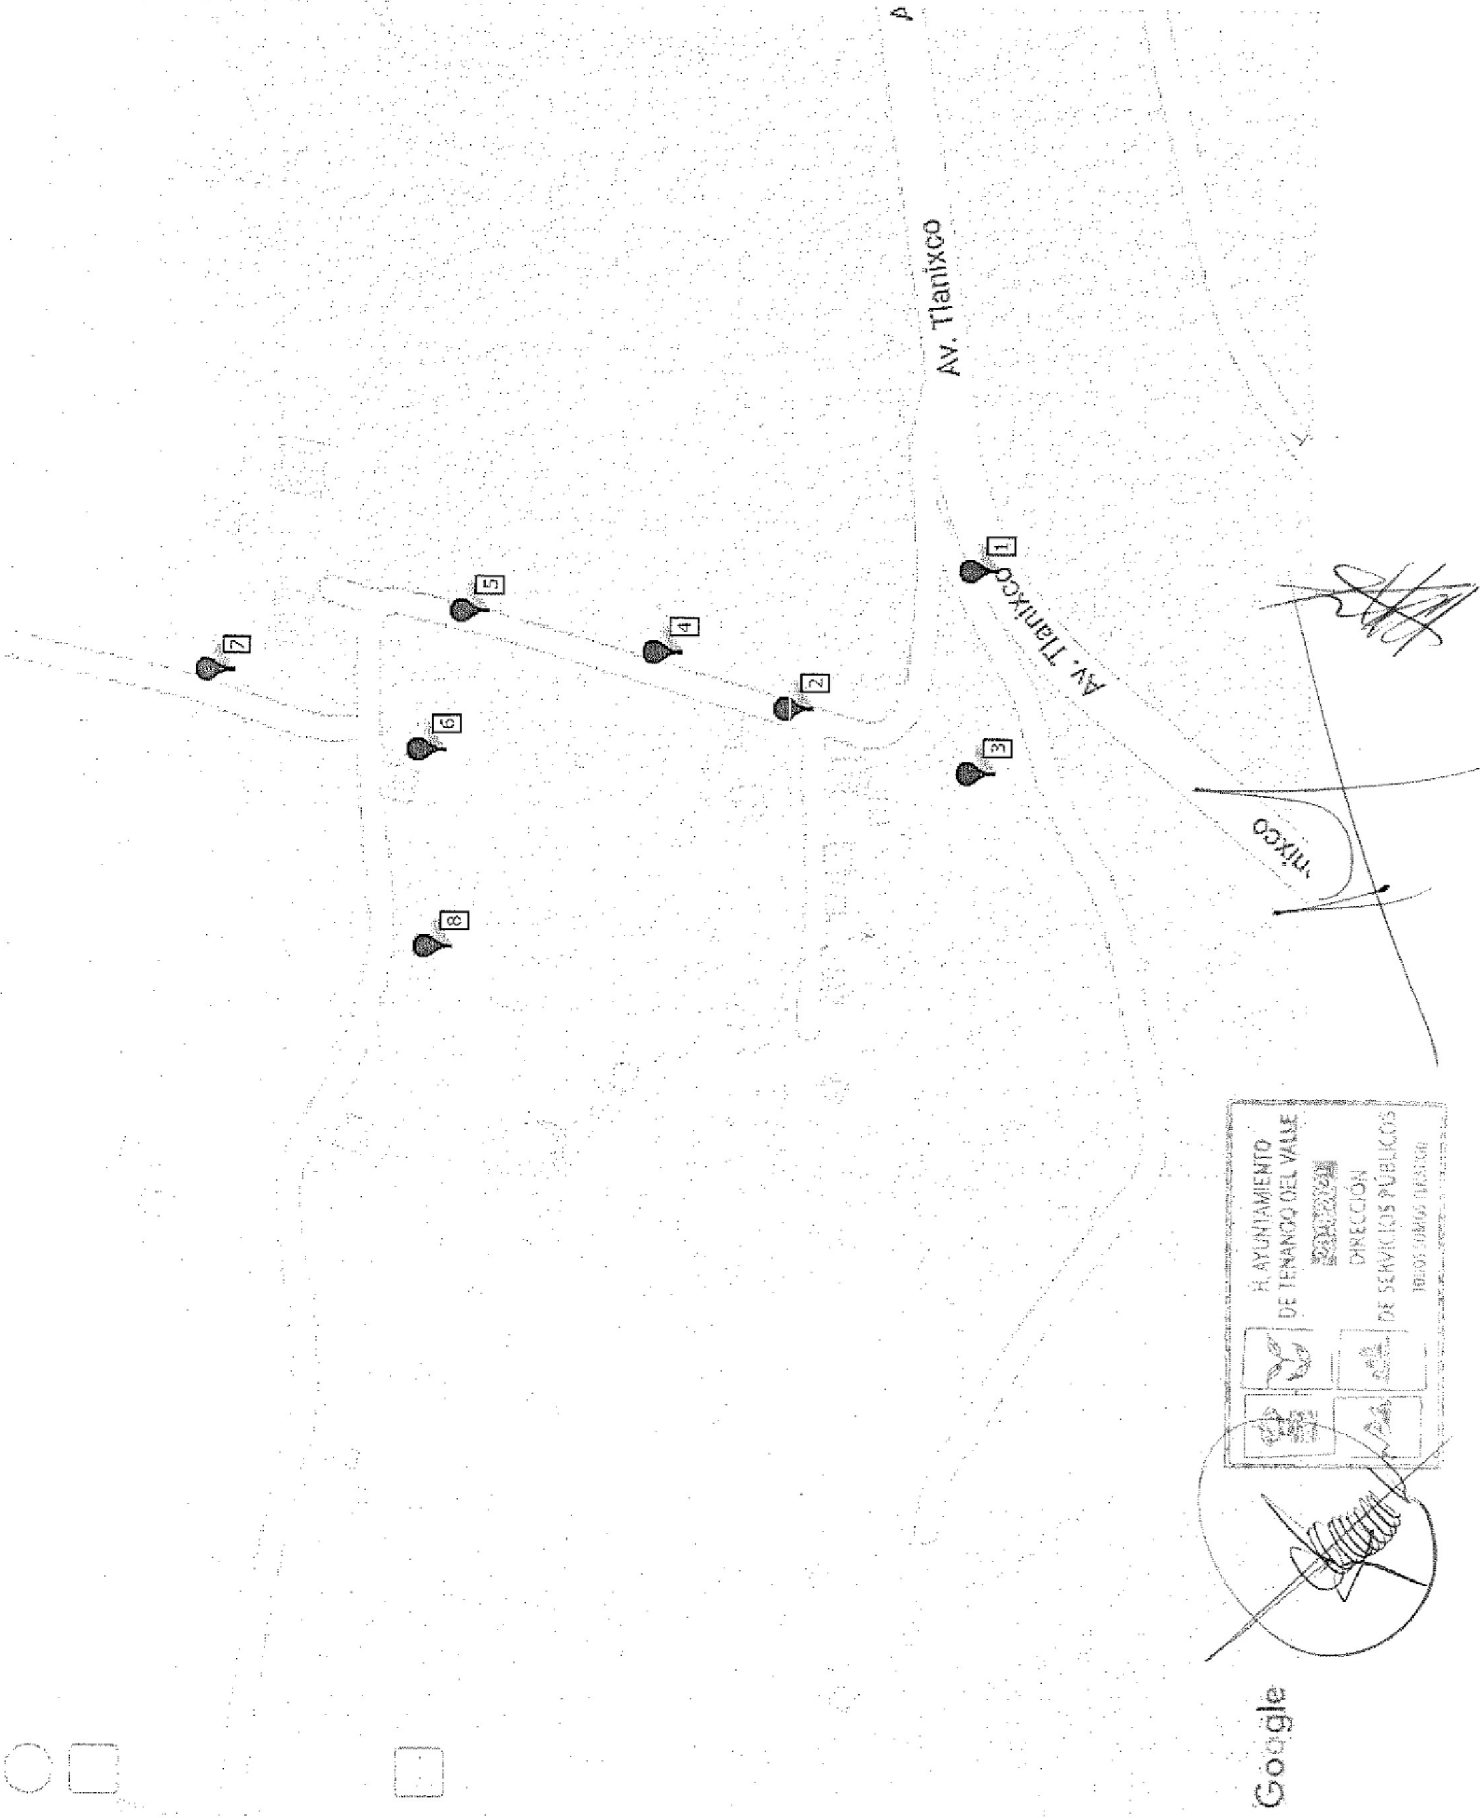 7
5
6
4
8
2
1
3
Av. Tlanixco
Av. Tlanixco
nixco
H. AYUNTAMIENTO
DE TENANGO DEL VALLE
DIRECCIÓN
DE SERVICIOS PÚBLICOS
Google